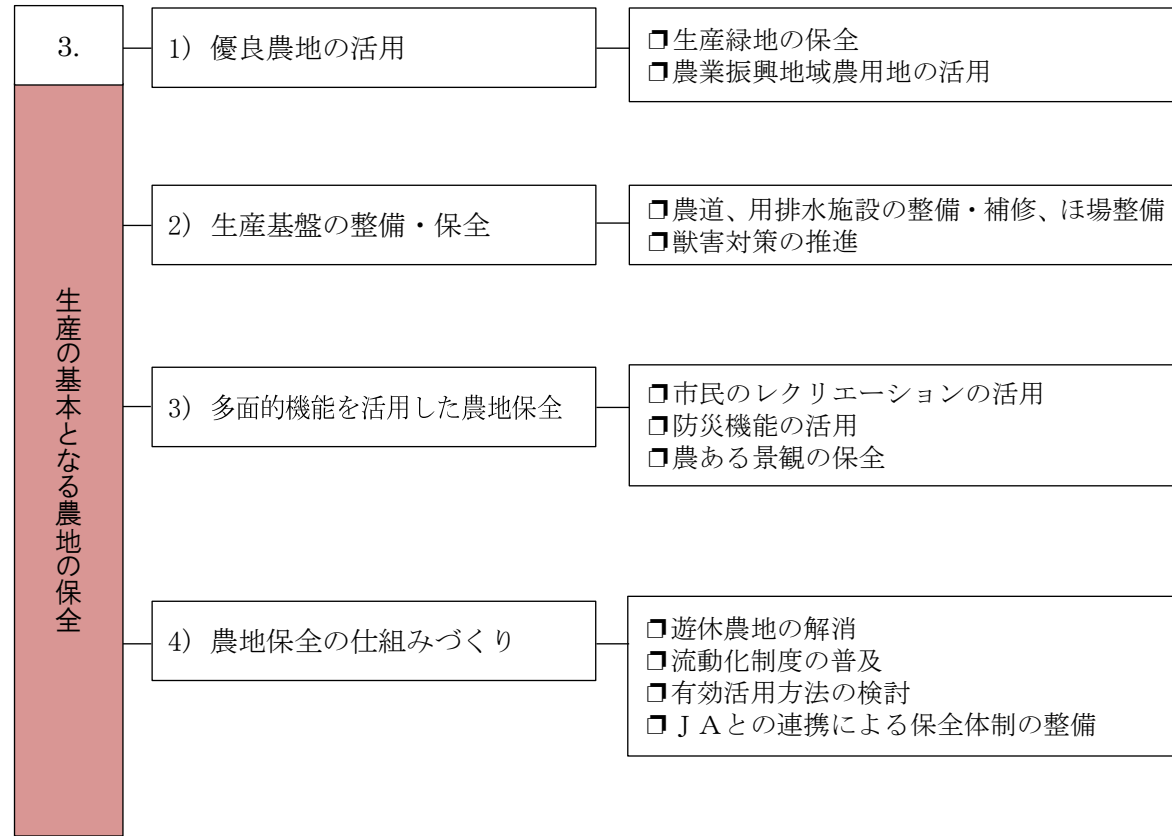 3.
生産の基本となる農地の保全
1) 優良農地の活用
❒生産緑地の保全
❒農業振興地域農用地の活用
2) 生産基盤の整備・保全
❒農道、用排水施設の整備・補修、ほ場整備
❒獣害対策の推進
3) 多面的機能を活用した農地保全
❒市民のレクリエーションの活用
❒防災機能の活用
❒農ある景観の保全
4) 農地保全の仕組みづくり
❒遊休農地の解消
❒流動化制度の普及
❒有効活用方法の検討
❒ＪＡとの連携による保全体制の整備